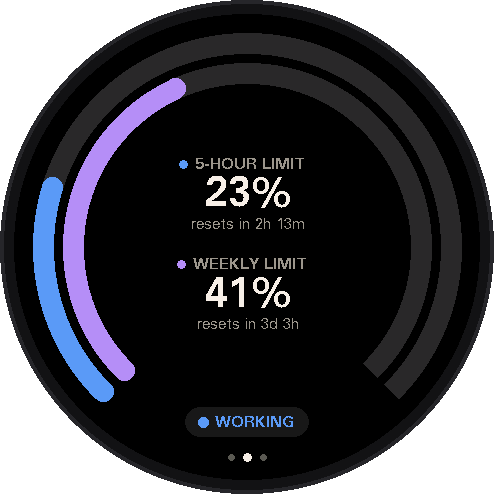 5-HOUR LIMIT
23%
resets in 2h 13m
WEEKLY LIMIT
41%
resets in 3d 3h
WORKING